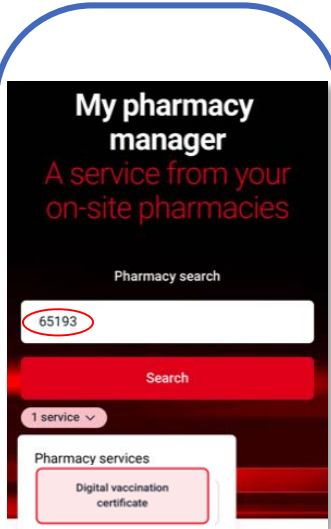 My pharmacy
manager
A service from your
on-site pharmacies
Pharmacy search
65193
Search
1 service
Pharmacy services
Digital vaccination
certificate